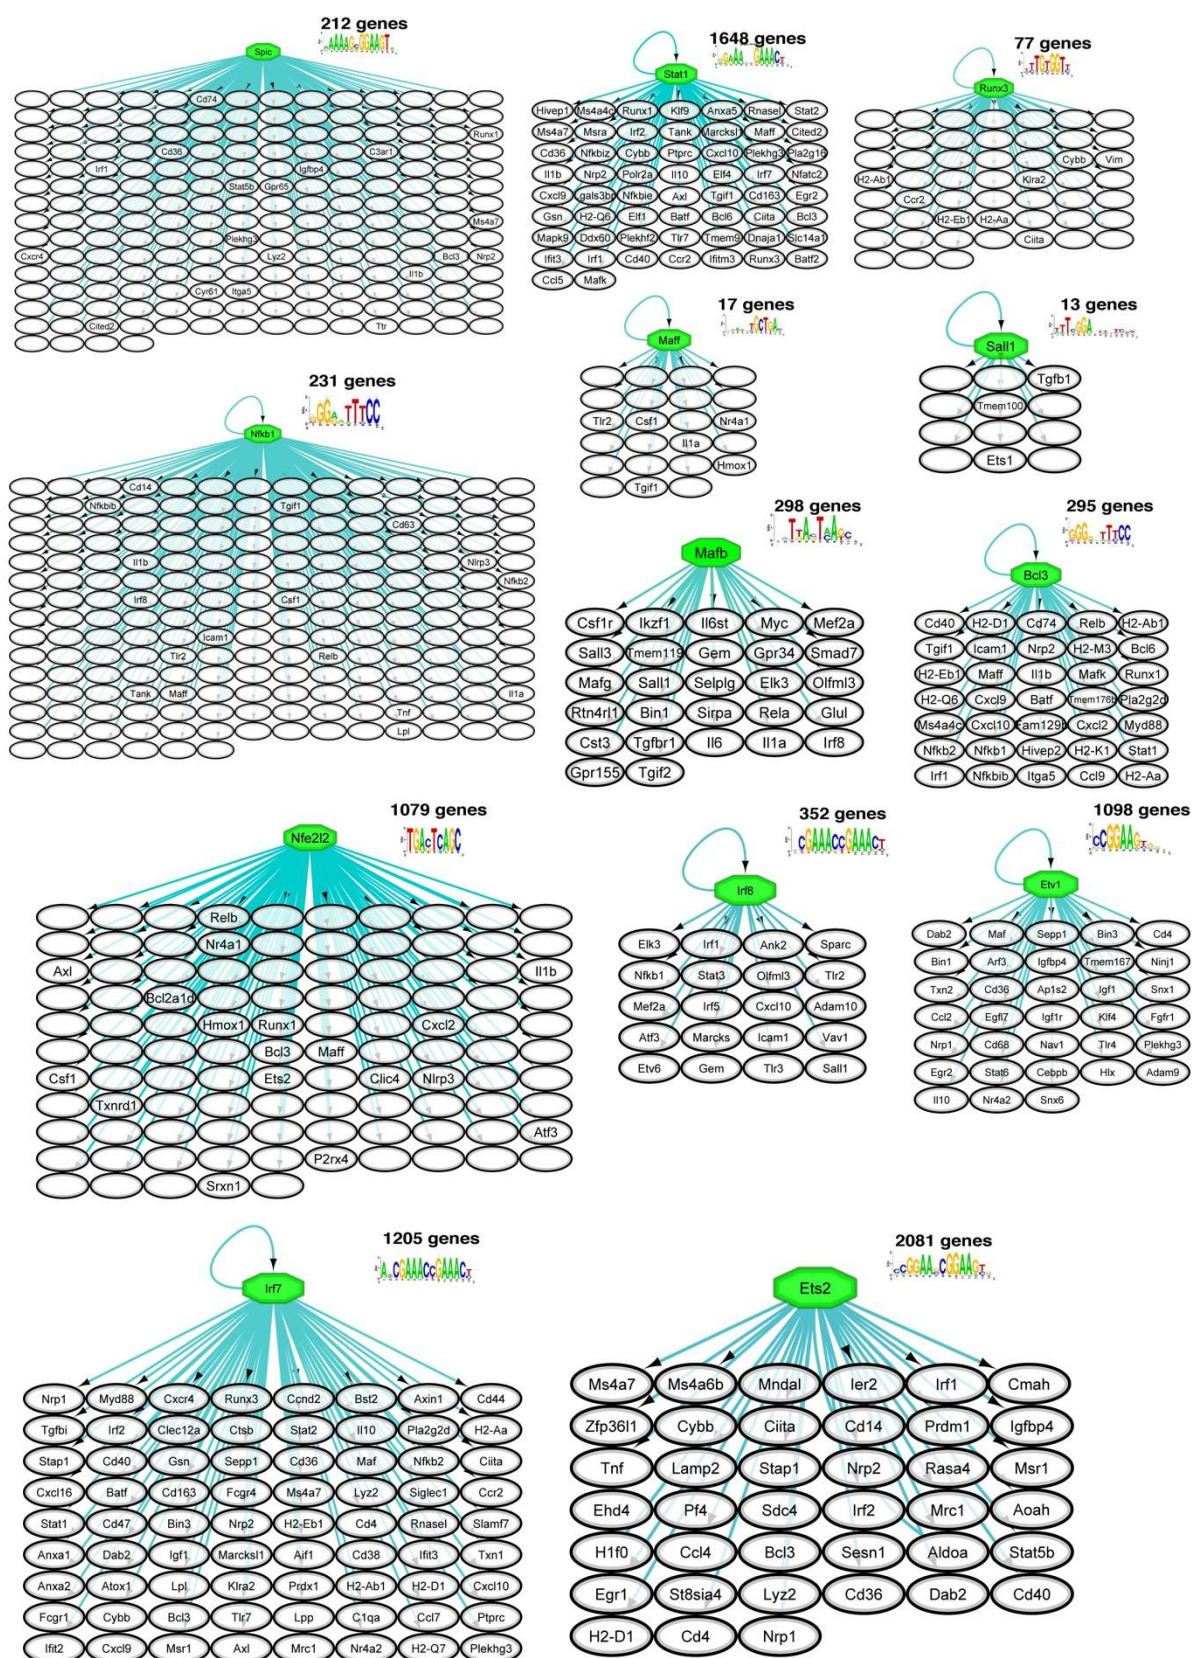 212 genes
AAAAGcGGAAGT
Spic
Cd74
Runx1
Cd36 C3ar1
Irf1 Igfbp4
Stat5b Gpr65
Ms4a7
Plekhg3
Cxcr4 Lyz2 Bcl3 Nrp2
Il1b
Cyr61 Itga5
Cited2 Ttr
1648 genes
Stat1
Hivep1 Ms4a4c Runx1 Klf9 Anxa5 Rnasel Stat2
Ms4a7 Msra Irf2 Tank Marcksl1 Maff Cited2
Cd36 Nfkbiz Cybb Ptprc Cxcl10 Plekhg3 Pla2g16
Il1b Nrp2 Polr2a Il10 Elf4 Irf7 Nfatc2
Cxcl9 gals3bp Nfkbie Axl Tgif1 Cd163 Egr2
Gsn H2-Q6 Elf1 Batf Bcl6 Ciita Bcl3
Mapk9 Ddx60 Plekhf2 Tlr7 Tmem9 Dnaja1 Slc14a1
Ifit3 Irf1 Cd40 Ccr2 Ifitm3 Runx3 Batf2
Ccl5 Mafk
77 genes
TGTGGT
Runx3
Cybb Vim
H2-Ab1 Klra2
Ccr2
H2-Eb1 H2-Aa
Ciita
17 genes
TGCTGA
Maff
Tlr2 Csf1 Nr4a1
Il1a
Hmox1
Tgif1
13 genes
Sall1
Tgfb1
Tmem100
Ets1
231 genes
Nfkb1
Cd14
Nfkbib Tgif1
Cd63
Il1b Nlrp3
Nfkb2
Irf8 Csf1
Icam1
Tlr2 Relb
Tank Maff Il1a
Tnf
Lpl
298 genes
Mafb
Csf1r Ikzf1 Il6st Myc Mef2a
Sall3 Tmem119 Gem Gpr34 Smad7
Mafg Sall1 Selplg Elk3 Olfml3
Rtn4rl1 Bin1 Sirpa Rela Glul
Cst3 Tgfbr1 Il6 Il1a Irf8
Gpr155 Tgif2
295 genes
Bcl3
Cd40 H2-D1 Cd74 Relb H2-Ab1
Tgif1 Icam1 Nrp2 H2-M3 Bcl6
H2-Eb1 Maff Il1b Mafk Runx1
H2-Q6 Cxcl9 Batf Tmem176b Pla2g2d
Ms4a4c Cxcl10 Fam129b Cxcl2 Myd88
Nfkb2 Nfkb1 Hivep2 H2-K1 Stat1
Irf1 Nfkbib Itga5 Ccl9 H2-Aa
1079 genes
TGAcTcAGC
Nfe2l2
Relb
Nr4a1
Axl Il1b
Bcl2a1d
Hmox1 Runx1 Cxcl2
Bcl3 Maff
Csf1 Ets2 Clic4 Nlrp3
Txnrd1
Atf3
P2rx4
Srxn1
352 genes
CGAAACCGAAACT
Irf8
Elk3 Irf1 Ank2 Sparc
Nfkb1 Stat3 Olfml3 Tlr2
Mef2a Irf5 Cxcl10 Adam10
Atf3 Marcks Icam1 Vav1
Etv6 Gem Tlr3 Sall1
1098 genes
CCGGAAGT
Etv1
Dab2 Maf Sepp1 Bin3 Cd4
Bin1 Arf3 Igfbp4 Tmem167 Ninj1
Txn2 Cd36 Ap1s2 Igf1 Snx1
Ccl2 Egfl7 Igf1r Klf4 Fgfr1
Nrp1 Cd68 Nav1 Tlr4 Plekhg3
Egr2 Stat6 Cebpb Hlx Adam9
Il10 Nr4a2 Snx6
1205 genes
Irf7
Nrp1 Myd88 Cxcr4 Runx3 Ccnd2 Bst2 Axin1 Cd44
Tgfbi Irf2 Clec12a Ctsb Stat2 Il10 Pla2g2d H2-Aa
Stap1 Cd40 Gsn Sepp1 Cd36 Maf Nfkb2 Ciita
Cxcl16 Batf Cd163 Fcgr4 Ms4a7 Lyz2 Siglec1 Ccr2
Stat1 Cd47 Bin3 Nrp2 H2-Eb1 Cd4 Rnasel Slamf7
Anxa1 Dab2 Igf1 Marcksl1 Aif1 Cd38 Ifit3 Txn1
Anxa2 Atox1 Lpl Klra2 Prdx1 H2-Ab1 H2-D1 Cxcl10
Fcgr1 Cybb Bcl3 Tlr7 Lpp C1qa Ccl7 Ptprc
Ifit2 Cxcl9 Msr1 Axl Mrc1 Nr4a2 H2-Q7 Plekhg3
2081 genes
Ets2
Ms4a7 Ms4a6b Mndal Ier2 Irf1 Cmah
Zfp36l1 Cybb Ciita Cd14 Prdm1 Igfbp4
Tnf Lamp2 Stap1 Nrp2 Rasa4 Msr1
Ehd4 Pf4 Sdc4 Irf2 Mrc1 Aoah
H1f0 Ccl4 Bcl3 Sesn1 Aldoa Stat5b
Egr1 St8sia4 Lyz2 Cd36 Dab2 Cd40
H2-D1 Cd4 Nrp1